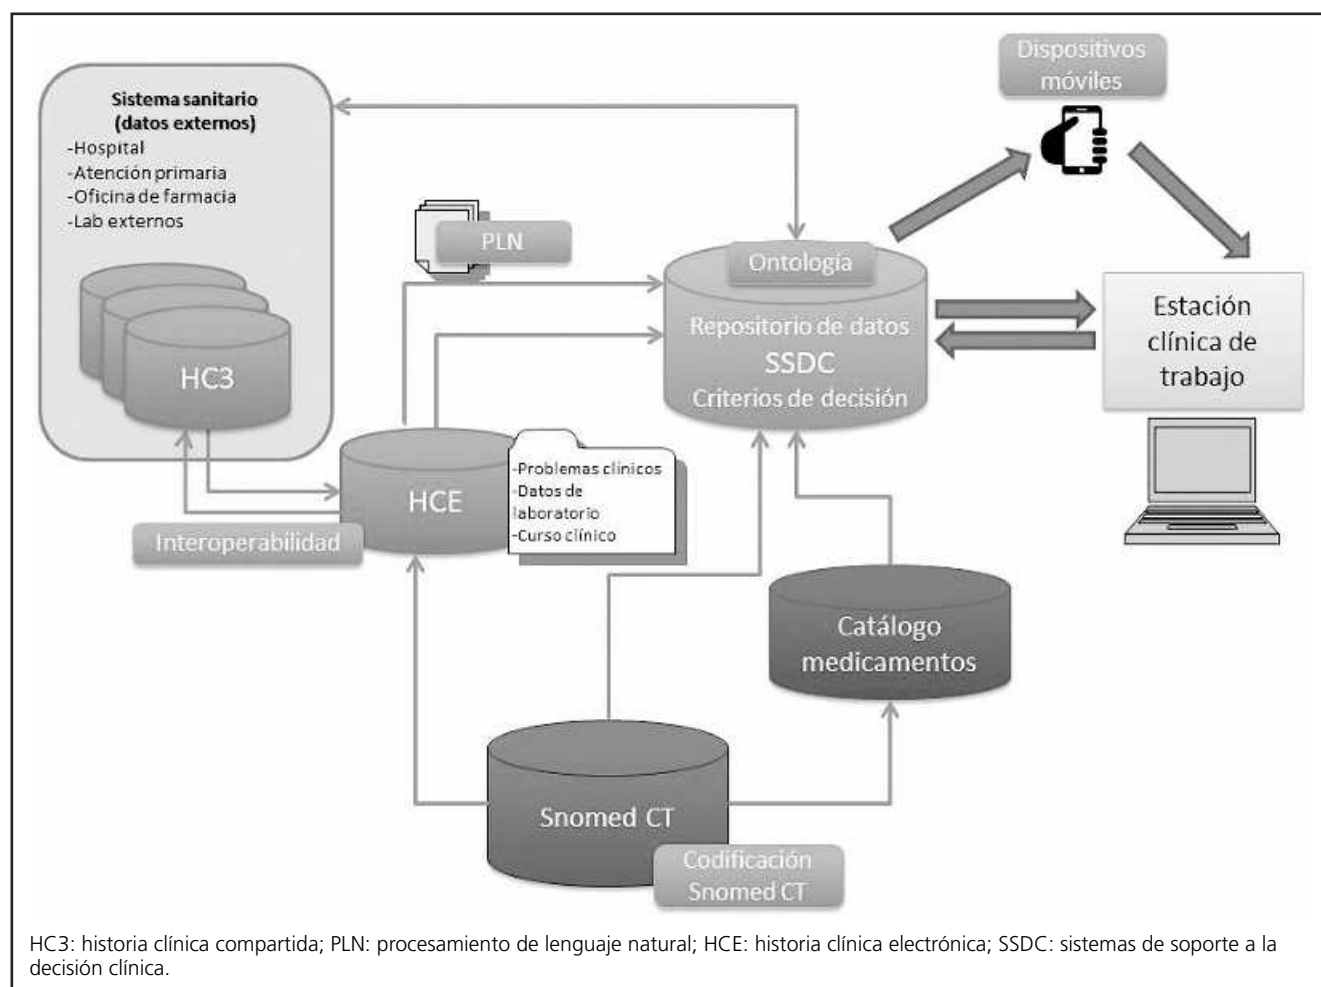 Sistema sanitario
(datos externos)
-Hospital
-Atención primaria
-Oficina de farmacia
-Lab externos
HC3
Dispositivos
móviles
PLN
Ontología
Repositorio de datos
SSDC
Criterios de decisión
Estación
clínica de
trabajo
HCE
-Problemas clínicos
-Datos de
laboratorio
-Curso clínico
Interoperabilidad
Catálogo
medicamentos
Snomed CT
Codificación
Snomed CT
HC3: historia clínica compartida; PLN: procesamiento de lenguaje natural; HCE: historia clínica electrónica; SSDC: sistemas de soporte a la
decisión clínica.